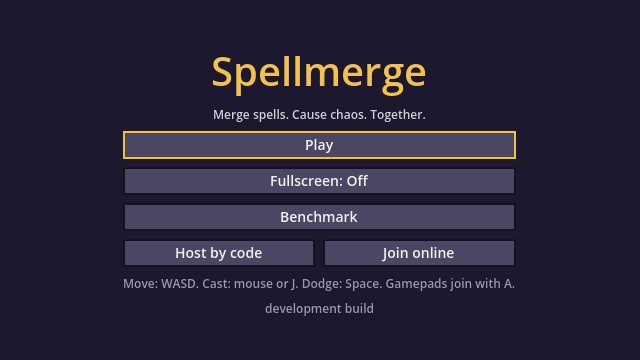 Spellmerge
Merge spells. Cause chaos. Together.
Play
Fullscreen: Off
Benchmark
Host by code
Join online
Move: WASD. Cast: mouse or J. Dodge: Space. Gamepads join with A.
development build